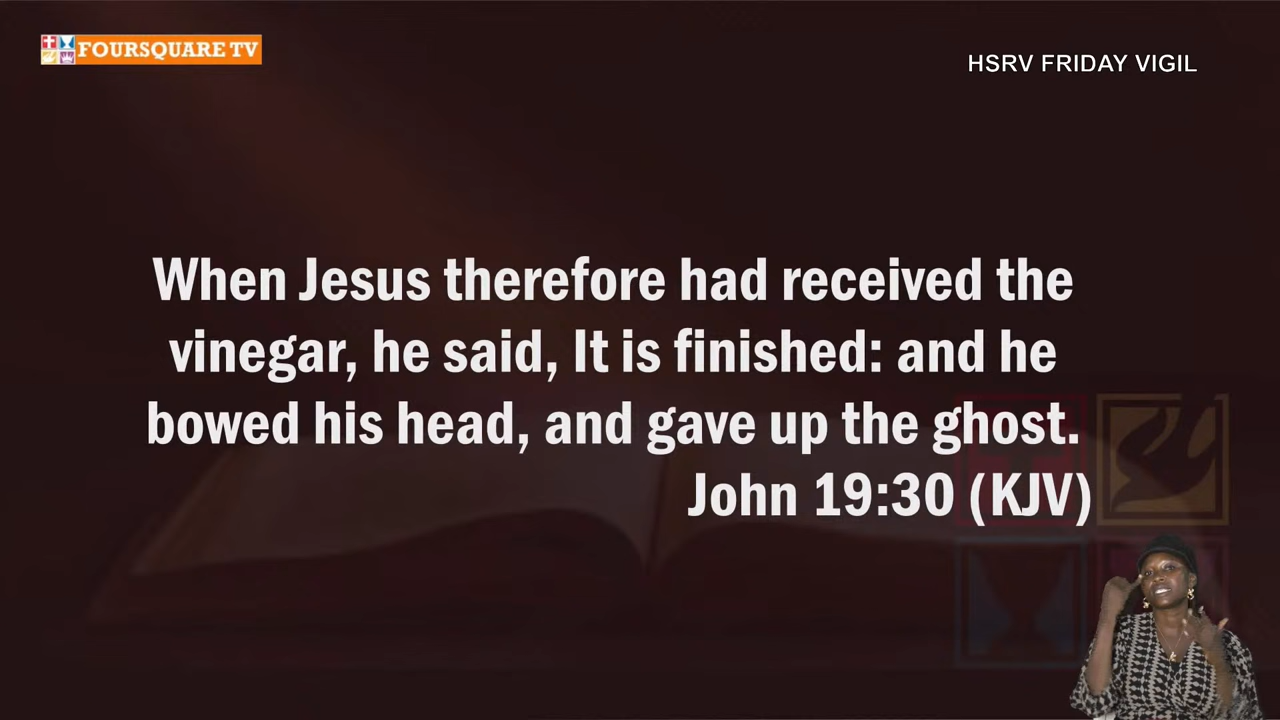 FOURSQUARE TV
HSRV FRIDAY VIGIL
When Jesus therefore had received the
vinegar, he said, It is finished: and he
bowed his head, and gave up the ghost.
John 19:30 (KJV)